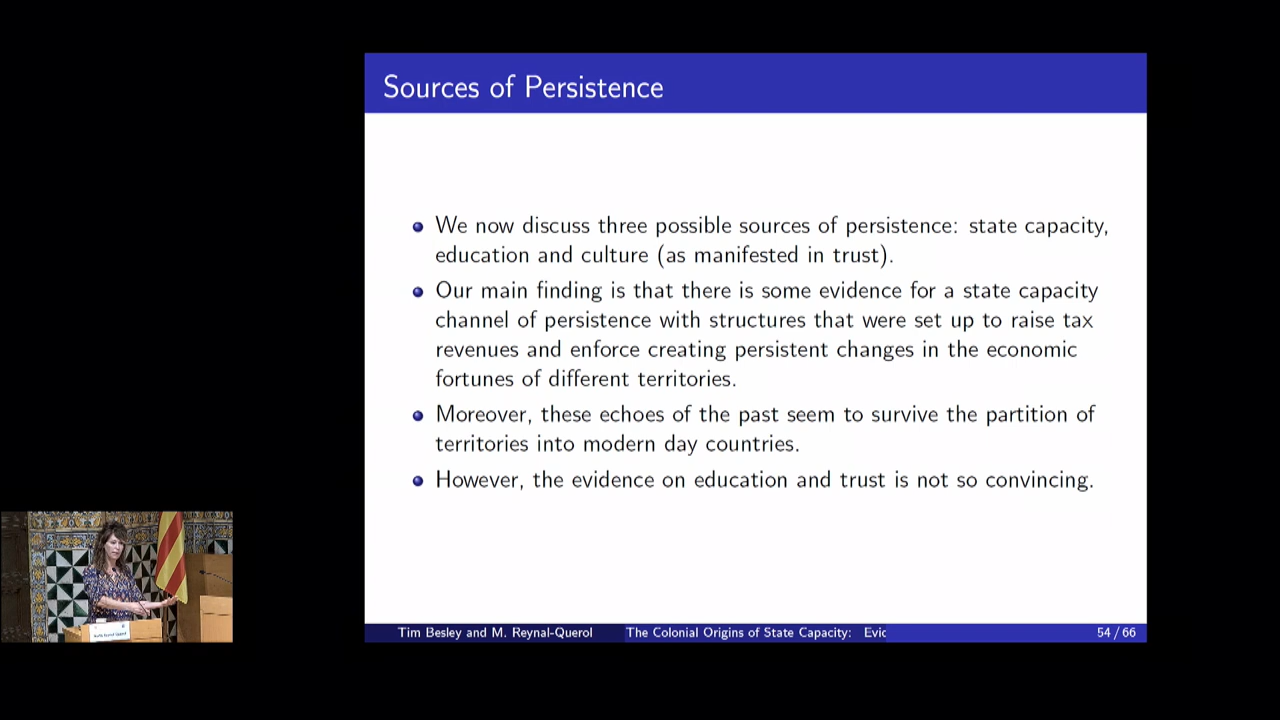 Sources of Persistence
We now discuss three possible sources of persistence: state capacity,
education and culture (as manifested in trust).
Our main finding is that there is some evidence for a state capacity
channel of persistence with structures that were set up to raise tax
revenues and enforce creating persistent changes in the economic
fortunes of different territories.
Moreover, these echoes of the past seem to survive the partition of
territories into modern day countries.
However, the evidence on education and trust is not so convincing.
Tim Besley and M. Reynal-Querol
The Colonial Origins of State Capacity: Evic
54 / 66